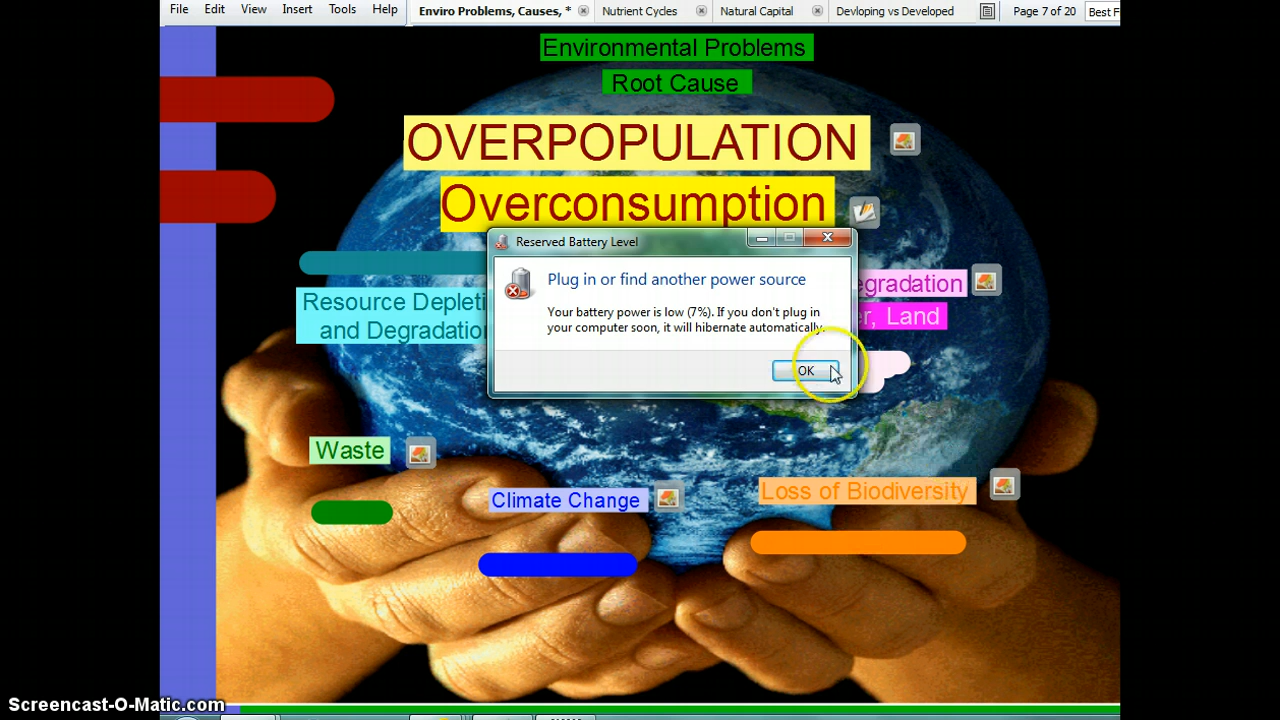 File Edit View Insert Tools Help
Enviro Problems, Causes, * Nutrient Cycles Natural Capital Devloping vs Developed Page 7 of 20 Best F
Environmental Problems
Root Cause
OVERPOPULATION
Overconsumption
Reserved Battery Level
Plug in or find another power source
Your battery power is low (7%). If you don't plug in
your computer soon, it will hibernate automatically.
OK
Resource Depleti
and Degradation
egradation
er, Land
Waste
Climate Change
Loss of Biodiversity
Screencast-O-Matic.com